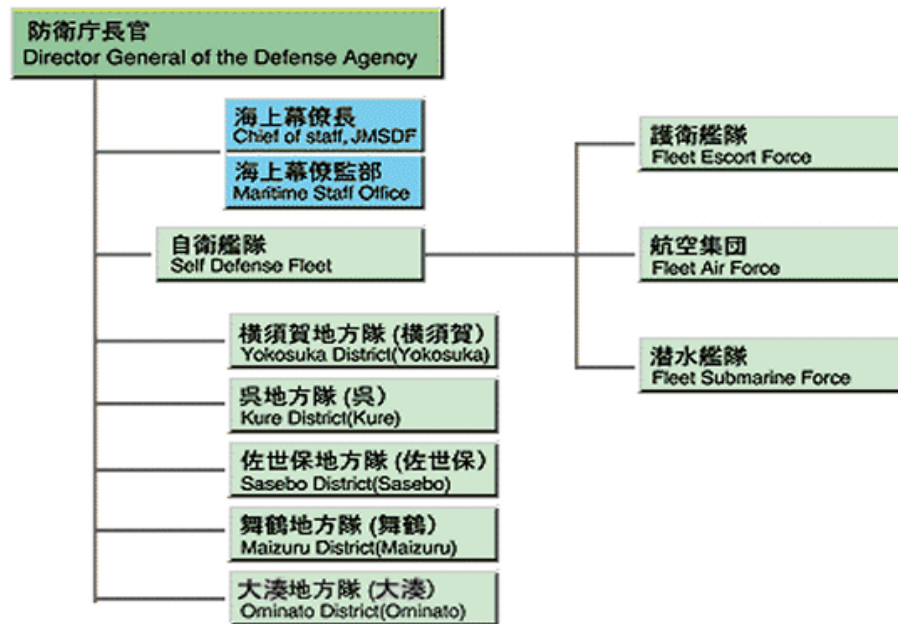 防衛庁長官
Director General of the Defense Agency
海上幕僚長
Chief of staff, JMSDF
海上幕僚監部
Maritime Staff Office
自衛艦隊
Self Defense Fleet
横須賀地方隊 (横須賀)
Yokosuka District(Yokosuka)
呉地方隊 (呉)
Kure District(Kure)
佐世保地方隊 (佐世保)
Sasebo District(Sasebo)
舞鶴地方隊 (舞鶴)
Maizuru District(Maizuru)
大湊地方隊 (大湊)
Ominato District(Ominato)
護衛艦隊
Fleet Escort Force
航空集団
Fleet Air Force
潜水艦隊
Fleet Submarine Force